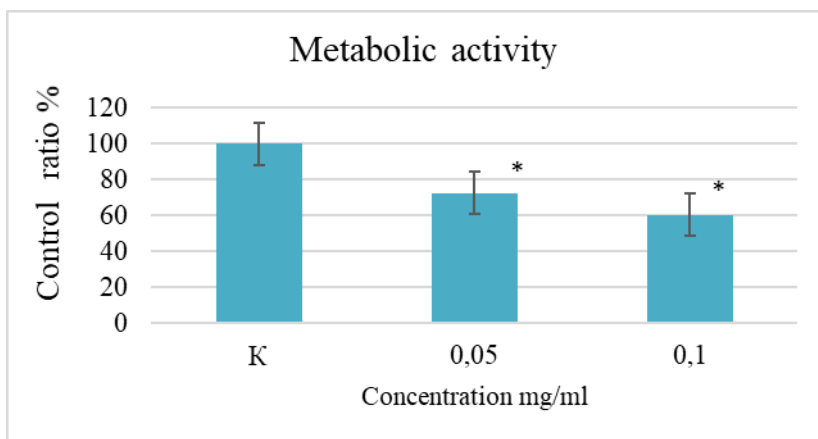 Metabolic activity
Control ratio %
120
100
80
60
40
20
0
*
*
К
0,05
0,1
Concentration mg/ml